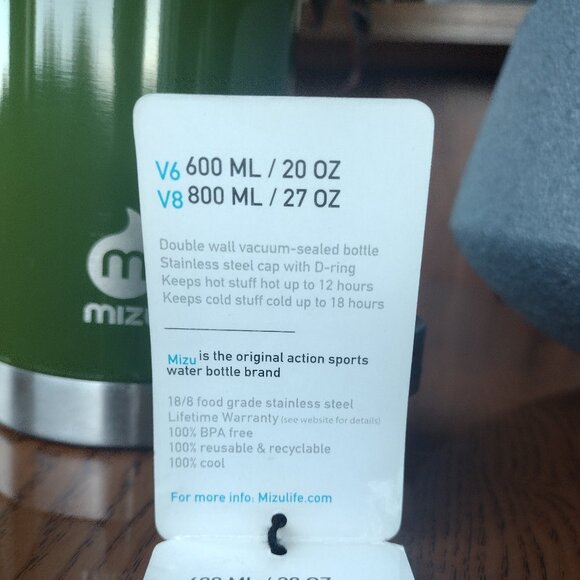 V6 600 ML / 20 OZ
V8 800 ML / 27 OZ
Double wall vacuum-sealed bottle
Stainless steel cap with D-ring
Keeps hot stuff hot up to 12 hours
Keeps cold stuff cold up to 18 hours
Mizu is the original action sports
water bottle brand
18/8 food grade stainless steel
Lifetime Warranty (see website for details)
100% BPA free
100% reusable & recyclable
100% cool
For more info: Mizulife.com
m
miz